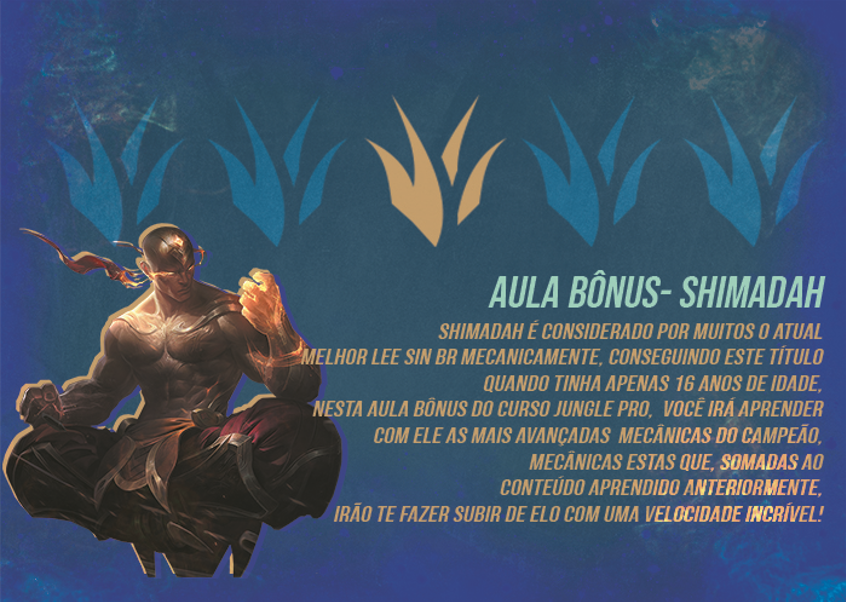 AULA BÔNUS- SHIMADAH
SHIMADAH É CONSIDERADO POR MUITOS O ATUAL
MELHOR LEE SIN BR MECANICAMENTE, CONSEGUINDO ESTE TÍTULO
QUANDO TINHA APENAS 16 ANOS DE IDADE,
NESTA AULA BÔNUS DO CURSO JUNGLE PRO, VOCÊ IRÁ APRENDER
COM ELE AS MAIS AVANÇADAS MECÂNICAS DO CAMPEÃO,
MECÂNICAS ESTAS QUE, SOMADAS AO
CONTEÚDO APRENDIDO ANTERIORMENTE,
IRÃO TE FAZER SUBIR DE ELO COM UMA VELOCIDADE INCRÍVEL!